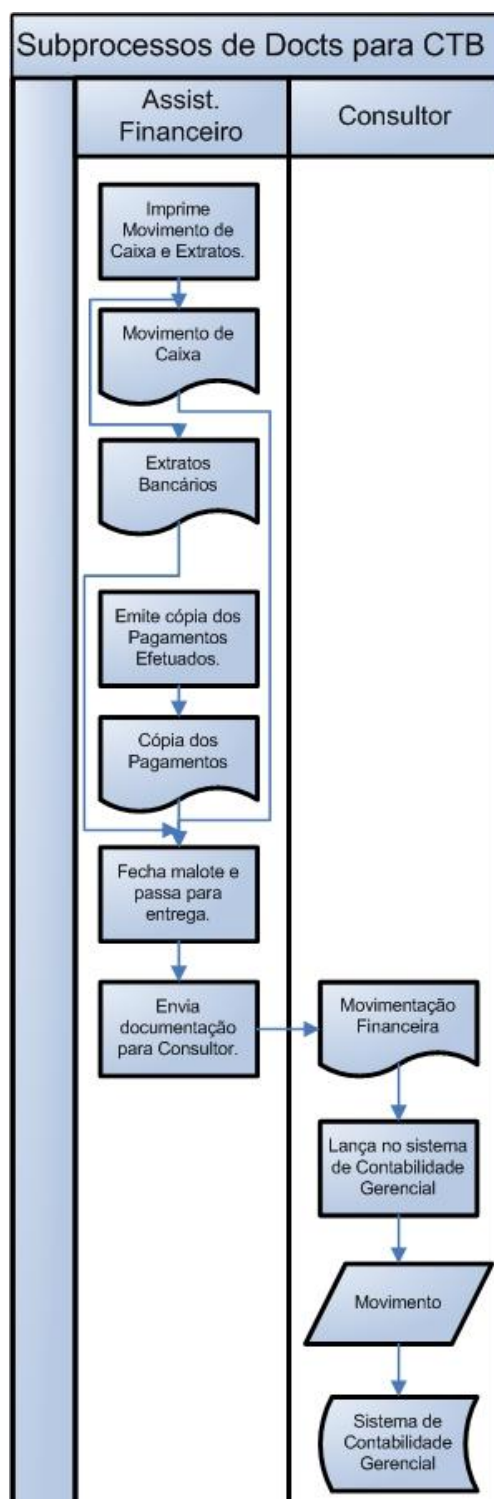 Subprocessos de Docts para CTB
Assist.
Financeiro
Consultor
Imprime
Movimento de
Caixa e Extratos.
Movimento de
Caixa
Extratos
Bancários
Emite cópia dos
Pagamentos
Efetuados.
Cópia dos
Pagamentos
Fecha malote e
passa para
entrega.
Envia
documentação
para Consultor.
Movimentação
Financeira
Lança no sistema
de Contabilidade
Gerencial
Movimento
Sistema de
Contabilidade
Gerencial